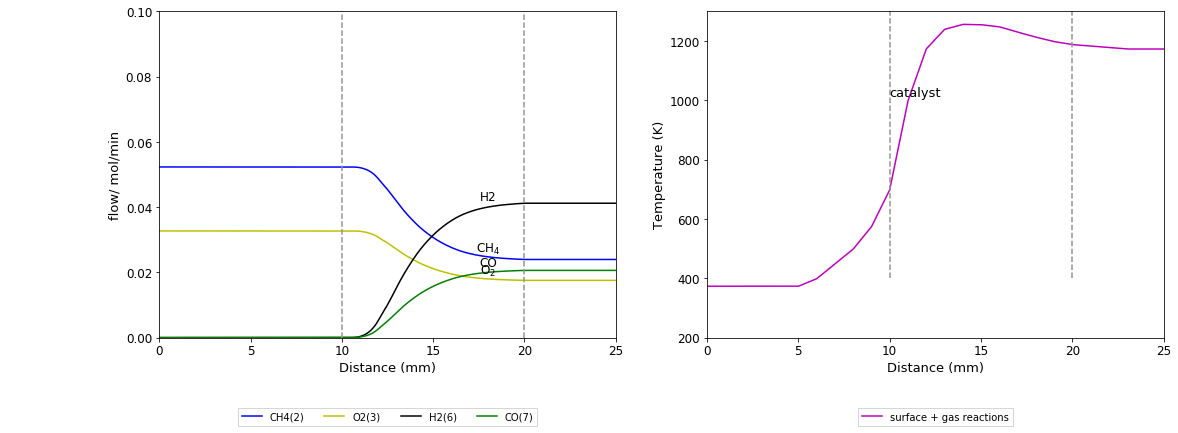 0.10
0.08
0.06
0.04
0.02
0.00
flow/ mol/min
H2
CH₄
CO
O₂
0 5 10 15 20 25
Distance (mm)
CH4(2) O2(3) H2(6) CO(7)
1200
1000
800
600
400
200
Temperature (K)
catalyst
0 5 10 15 20 25
Distance (mm)
surface + gas reactions